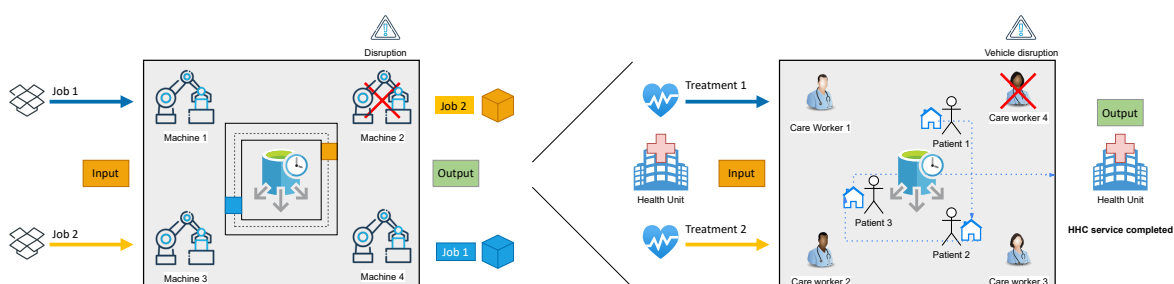 Disruption
Job 1
Machine 1
Machine 2
Job 2
Input
Output
Job 2
Machine 3
Machine 4
Job 1
Vehicle disruption
Treatment 1
Care Worker 1
Care worker 4
Patient 1
Output
Input
Health Unit
Patient 3
Health Unit
Treatment 2
Patient 2
HHC service completed
Care worker 2
Care worker 3